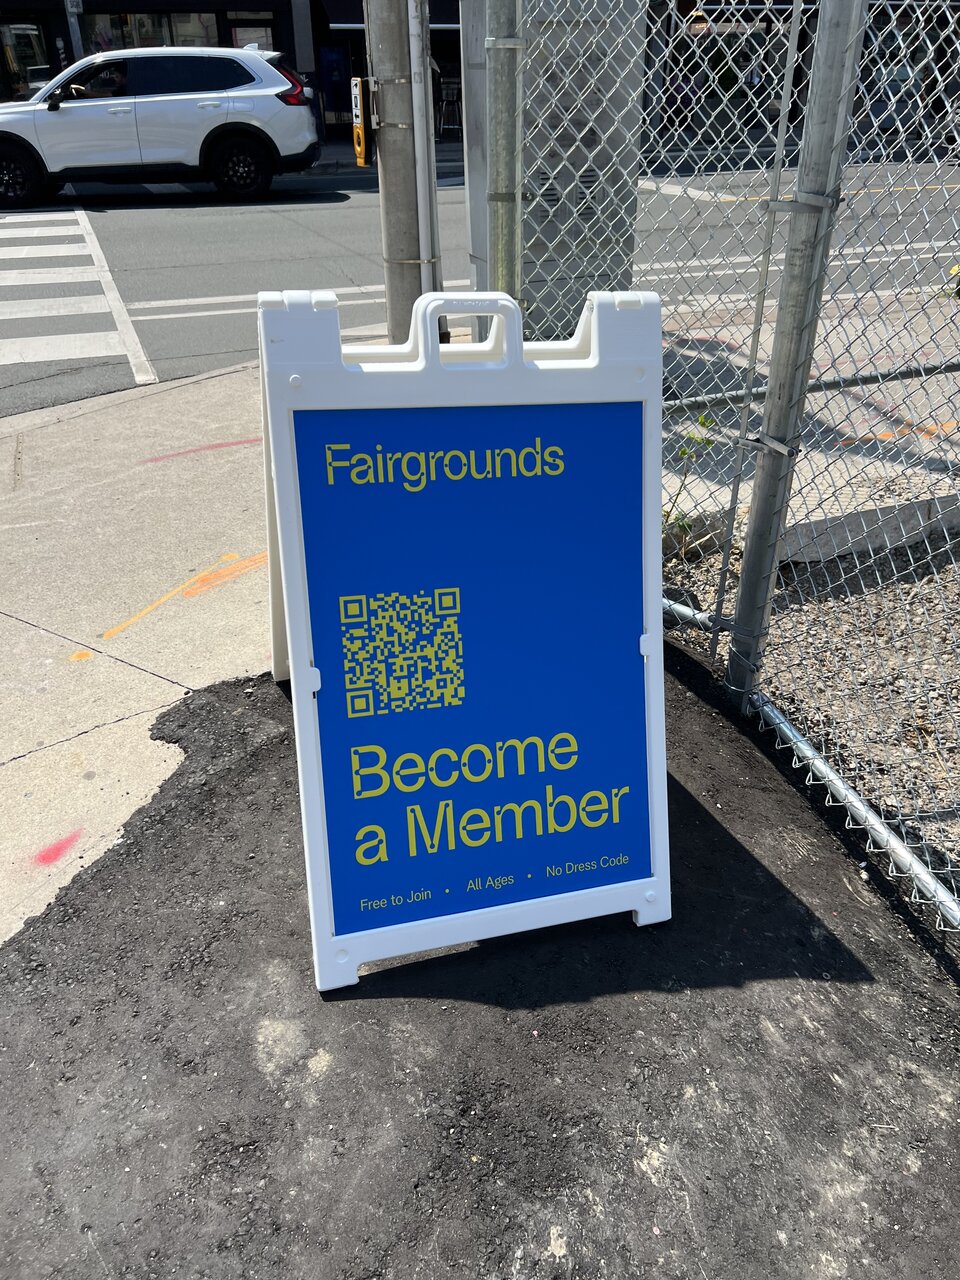 Fairgrounds
Become
a Member
Free to Join • All Ages • No Dress Code